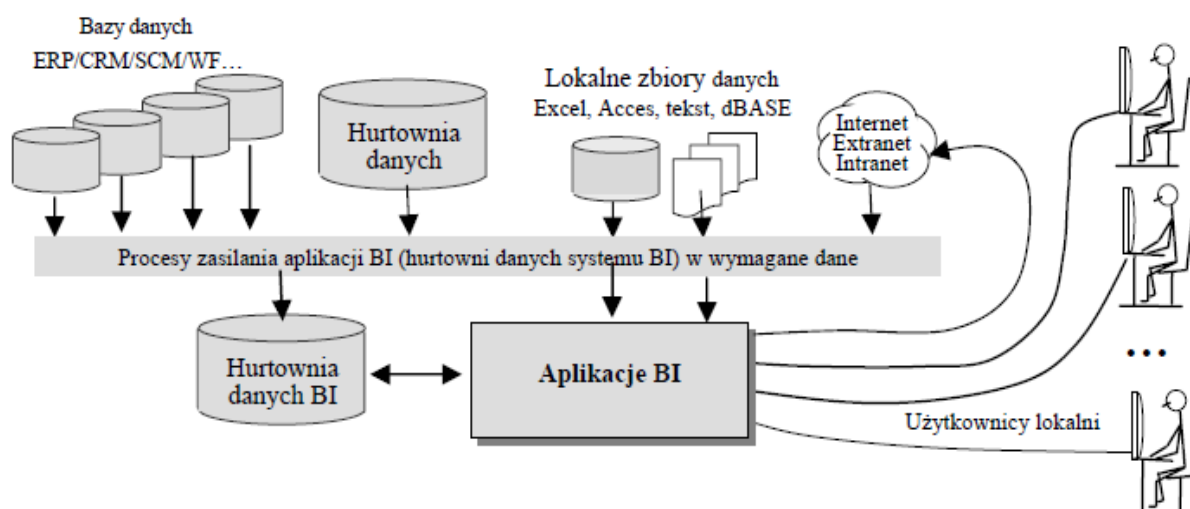 Bazy danych
ERP/CRM/SCM/WF…
Hurtownia
danych
Lokalne zbiory danych
Excel, Acces, tekst, dBASE
Internet
Extranet
Intranet
Procesy zasilania aplikacji BI (hurtowni danych systemu BI) w wymagane dane
Hurtownia
danych BI
Aplikacje BI
...
Użytkownicy lokalni